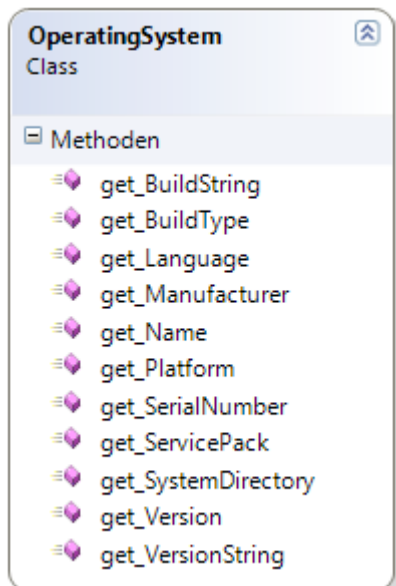 OperatingSystem
Class
Methoden
get_BuildString
get_BuildType
get_Language
get_Manufacturer
get_Name
get_Platform
get_SerialNumber
get_ServicePack
get_SystemDirectory
get_Version
get_VersionString